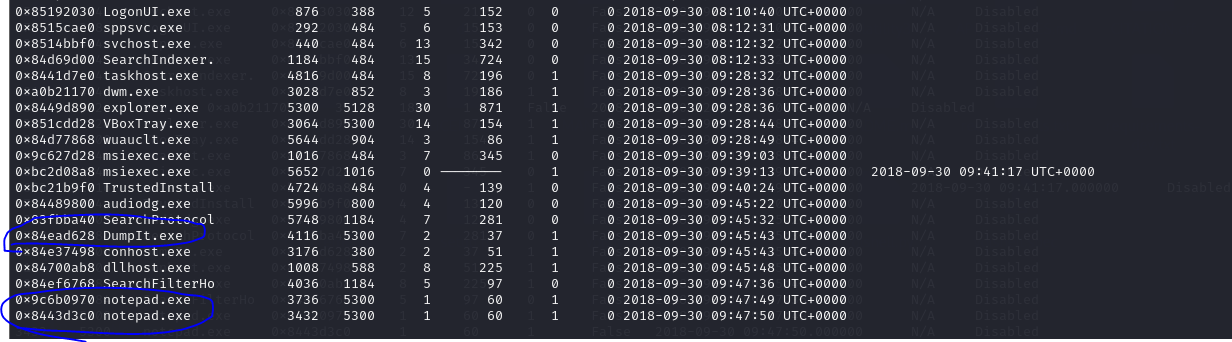 0×85192030 LogonUI.exe 876 388 5 152 0 0 2018-09-30 08:10:40 UTC+0000
0×8515cae0 sppsvc.exe 292 484 6 153 0 0 2018-09-30 08:12:31 UTC+0000
0×8514bbf0 svchost.exe 440 484 13 342 0 0 2018-09-30 08:12:32 UTC+0000
0×84d69d00 SearchIndexer. 1184 484 15 724 0 0 2018-09-30 08:12:33 UTC+0000
0×8441d7e0 taskhost.exe 4816 484 8 196 1 0 2018-09-30 09:28:32 UTC+0000
0×a0b21170 dwm.exe 3028 852 3 186 1 0 2018-09-30 09:28:36 UTC+0000
0×8449d890 explorer.exe 5300 5128 30 871 1 0 2018-09-30 09:28:36 UTC+0000
0×851cdd28 VBoxTray.exe 3064 5300 14 154 1 0 2018-09-30 09:28:44 UTC+0000
0×84d77868 wuauclt.exe 5644 904 3 86 1 0 2018-09-30 09:28:49 UTC+0000
0×9c627d28 msiexec.exe 1016 484 7 345 0 0 2018-09-30 09:39:03 UTC+0000
0×bc2d08a8 msiexec.exe 5652 1016 0 -------- 1 0 2018-09-30 09:39:13 UTC+0000 2018-09-30 09:41:17 UTC+0000
0×bc21b9f0 TrustedInstall 4724 484 4 139 0 0 2018-09-30 09:40:24 UTC+0000
0×84489800 audiodg.exe 5996 800 4 120 0 0 2018-09-30 09:45:22 UTC+0000
0×83fbba40 SearchProtocol 5748 1184 7 281 0 0 2018-09-30 09:45:32 UTC+0000
0×84ead628 DumpIt.exe 4116 5300 2 37 1 0 2018-09-30 09:45:43 UTC+0000
0×84e37498 conhost.exe 3176 380 2 51 1 0 2018-09-30 09:45:43 UTC+0000
0×84700ab8 dllhost.exe 1008 588 8 225 1 0 2018-09-30 09:45:48 UTC+0000
0×84ef6768 SearchFilterHo 4036 1184 5 97 0 0 2018-09-30 09:47:36 UTC+0000
0×9c6b0970 notepad.exe 3736 5300 1 60 1 0 2018-09-30 09:47:49 UTC+0000
0×8443d3c0 notepad.exe 3432 5300 1 60 1 0 2018-09-30 09:47:50 UTC+0000